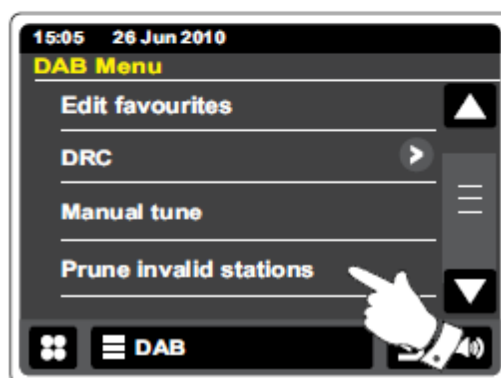 15:05 26 Jun 2010
DAB Menu
Edit favourites
DRC
Manual tune
Prune invalid stations
DAB